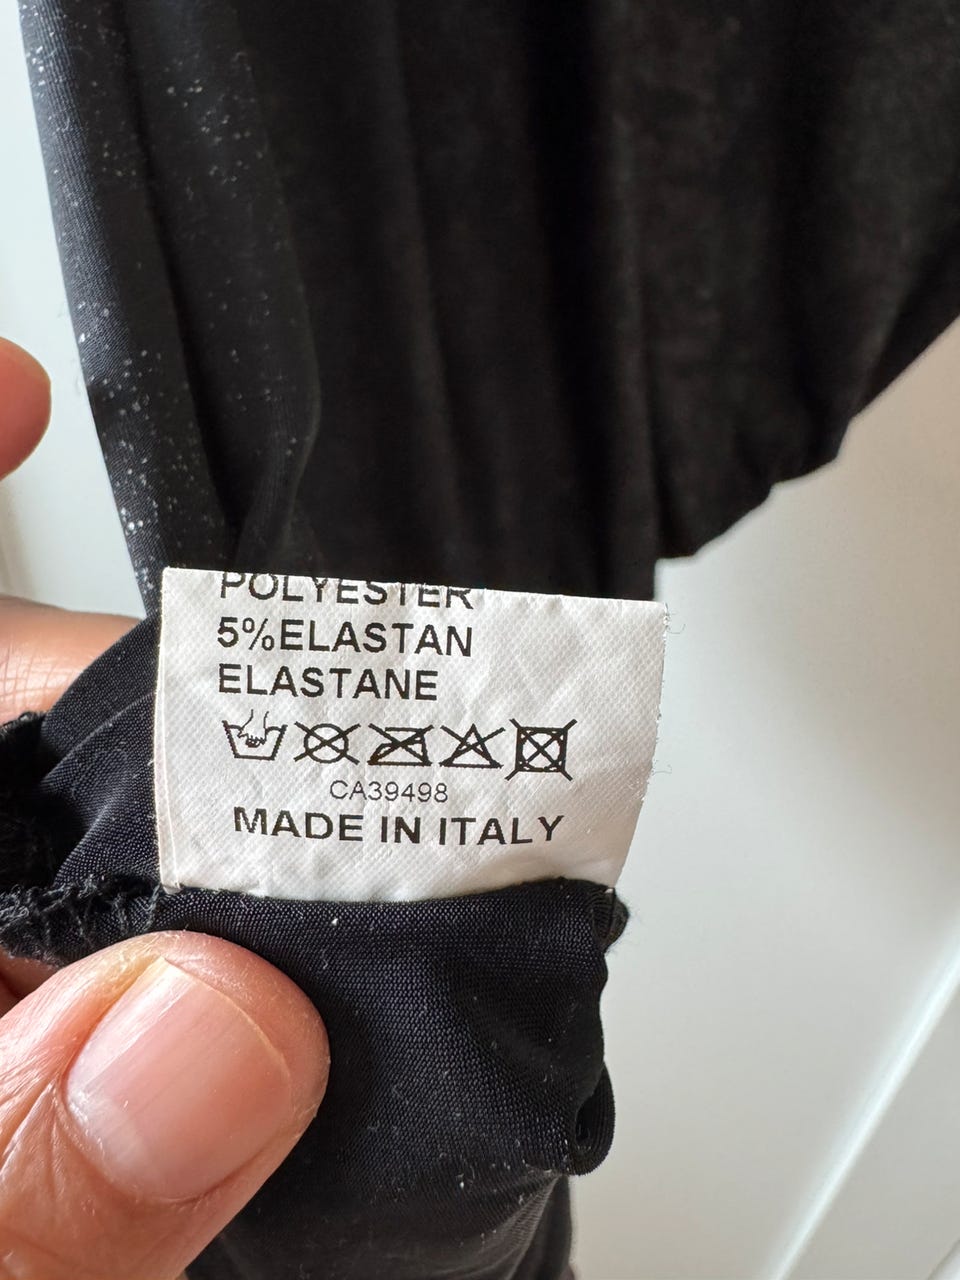 POLYESTER
5%ELASTAN
ELASTANE
CA39498
MADE IN ITALY